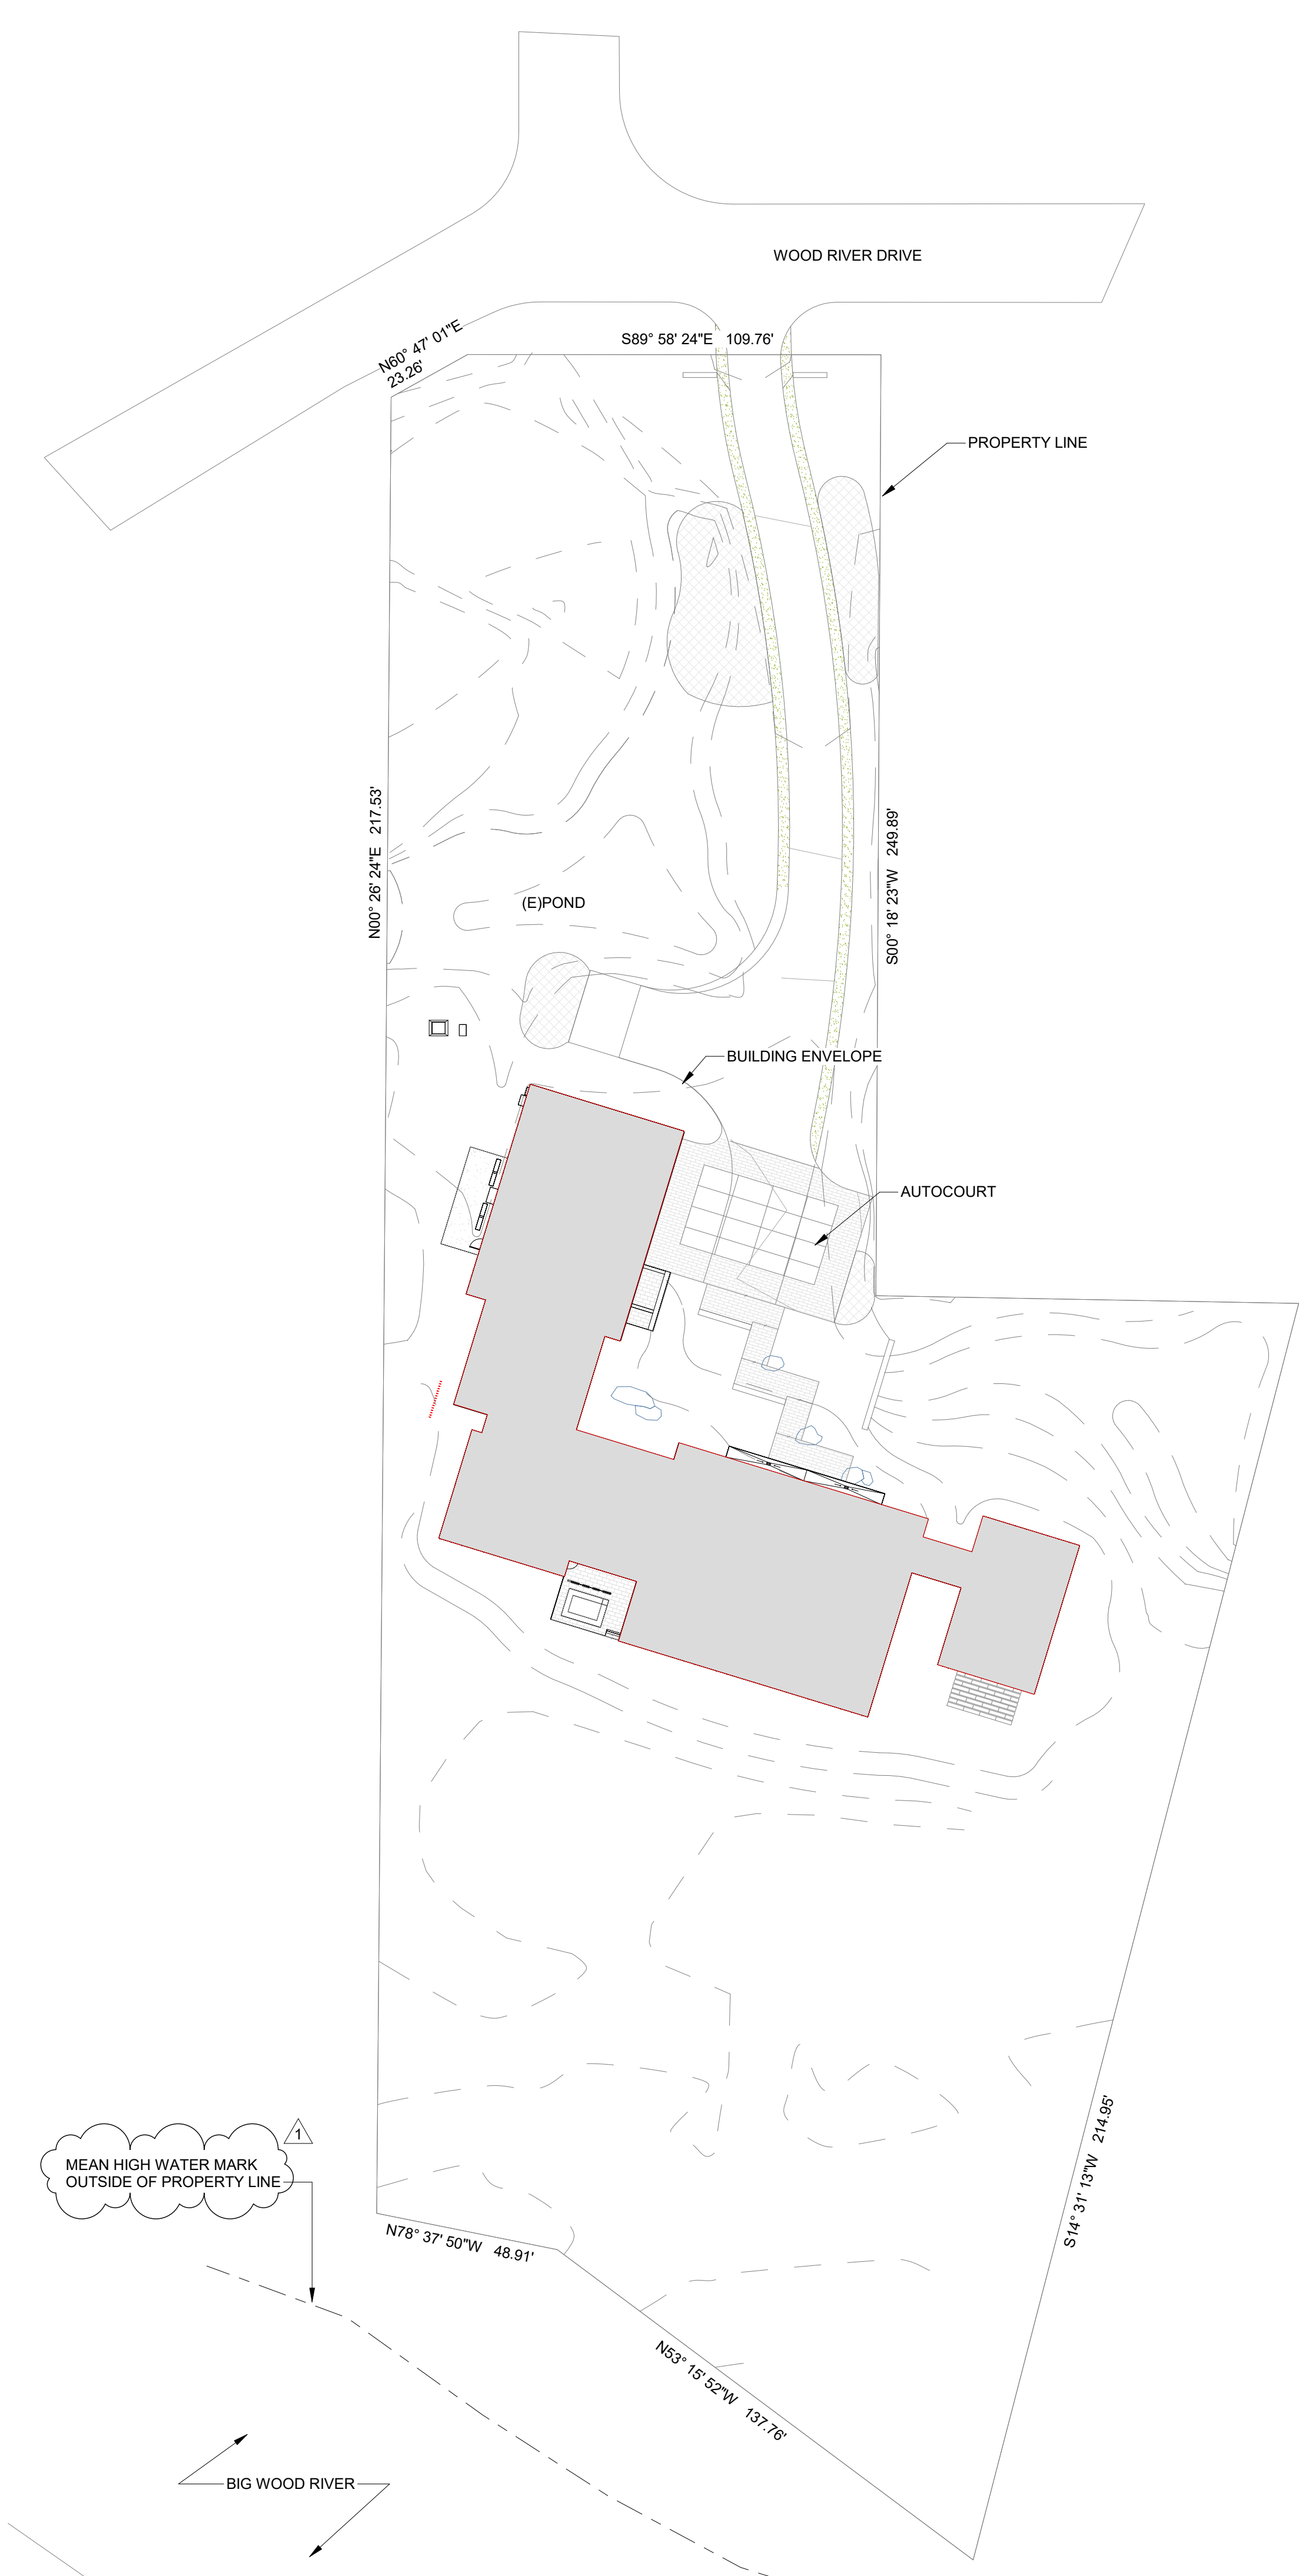 WOOD RIVER DRIVE
N60° 47' 01"E
23.26'
S89° 58' 24"E 109.76'
PROPERTY LINE
N00° 26' 24"E 217.53'
S00° 18' 23"W 249.89'
(E)POND
BUILDING ENVELOPE
AUTOCOURT
1
MEAN HIGH WATER MARK
OUTSIDE OF PROPERTY LINE
S14° 31' 13"W 214.95'
N78° 37' 50"W 48.91'
N53° 15' 52"W 137.76'
BIG WOOD RIVER